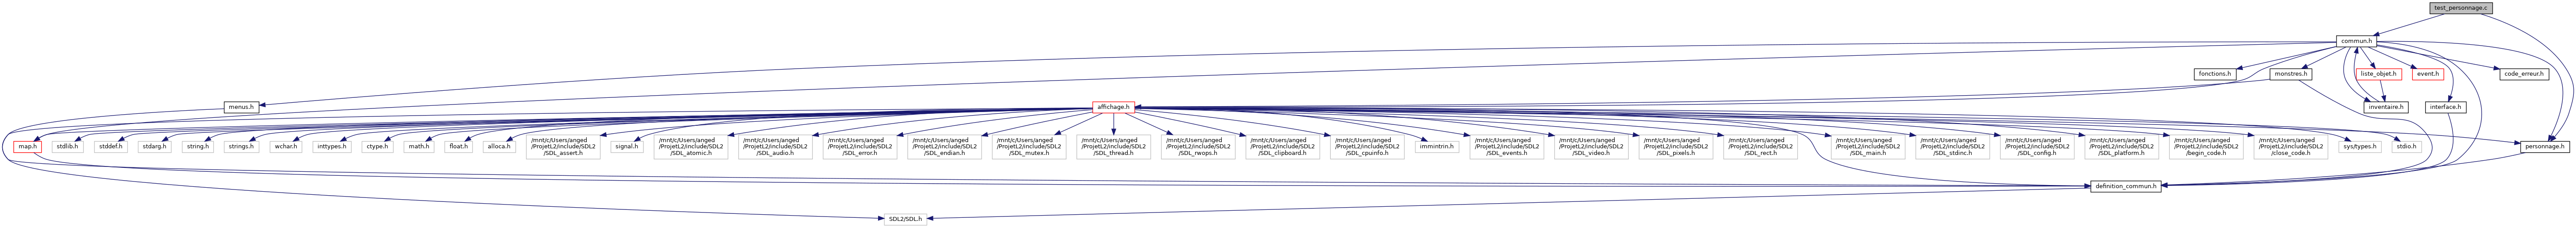 test_personnage.c
commun.h
fonctions.h
monstres.h
liste_objet.h
event.h
code_erreur.h
menus.h
affichage.h
inventaire.h
interface.h
map.h
stdlib.h
stddef.h
stdarg.h
string.h
strings.h
wchar.h
inttypes.h
ctype.h
math.h
float.h
alloca.h
/mnt/c/Users/anged
/ProjetL2/include/SDL2
/SDL_assert.h
signal.h
/mnt/c/Users/anged
/ProjetL2/include/SDL2
/SDL_atomic.h
/mnt/c/Users/anged
/ProjetL2/include/SDL2
/SDL_audio.h
/mnt/c/Users/anged
/ProjetL2/include/SDL2
/SDL_error.h
/mnt/c/Users/anged
/ProjetL2/include/SDL2
/SDL_endian.h
/mnt/c/Users/anged
/ProjetL2/include/SDL2
/SDL_mutex.h
/mnt/c/Users/anged
/ProjetL2/include/SDL2
/SDL_thread.h
/mnt/c/Users/anged
/ProjetL2/include/SDL2
/SDL_rwops.h
/mnt/c/Users/anged
/ProjetL2/include/SDL2
/SDL_clipboard.h
/mnt/c/Users/anged
/ProjetL2/include/SDL2
/SDL_cpuinfo.h
immintrin.h
/mnt/c/Users/anged
/ProjetL2/include/SDL2
/SDL_events.h
/mnt/c/Users/anged
/ProjetL2/include/SDL2
/SDL_video.h
/mnt/c/Users/anged
/ProjetL2/include/SDL2
/SDL_pixels.h
/mnt/c/Users/anged
/ProjetL2/include/SDL2
/SDL_rect.h
/mnt/c/Users/anged
/ProjetL2/include/SDL2
/SDL_main.h
/mnt/c/Users/anged
/ProjetL2/include/SDL2
/SDL_stdinc.h
/mnt/c/Users/anged
/ProjetL2/include/SDL2
/SDL_config.h
/mnt/c/Users/anged
/ProjetL2/include/SDL2
/SDL_platform.h
/mnt/c/Users/anged
/ProjetL2/include/SDL2
/begin_code.h
/mnt/c/Users/anged
/ProjetL2/include/SDL2
/close_code.h
sys/types.h
stdio.h
personnage.h
definition_commun.h
SDL2/SDL.h